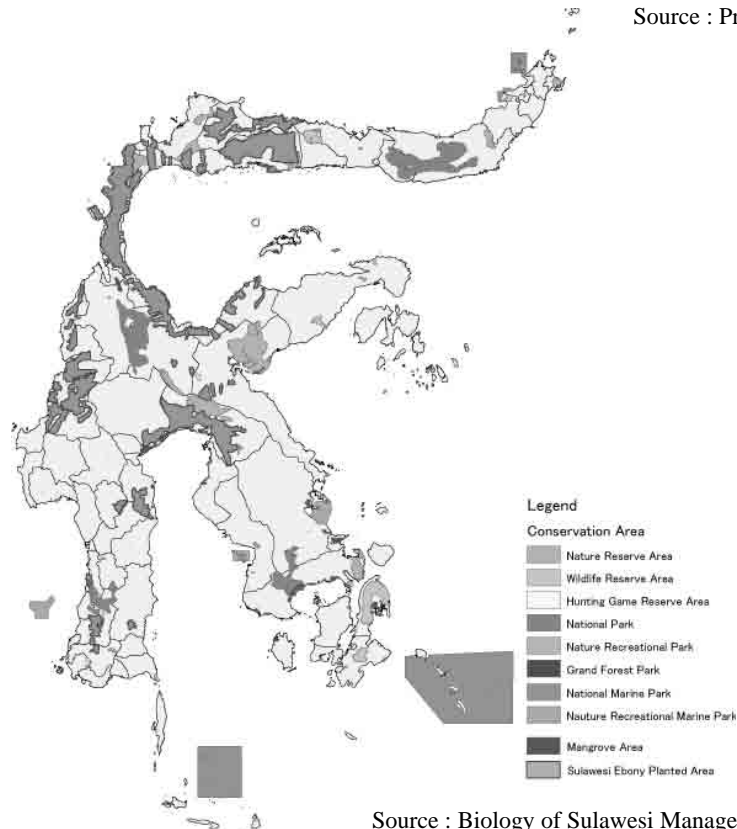 Source : Pr
Legend
Conservation Area
Nature Reserve Area
Wildlife Reserve Area
Hunting Game Reserve Area
National Park
Nature Recreational Park
Grand Forest Park
National Marine Park
Nauture Recreational Marine Park
Mangrove Area
Sulawesi Ebony Planted Area
Source : Biology of Sulawesi Manage